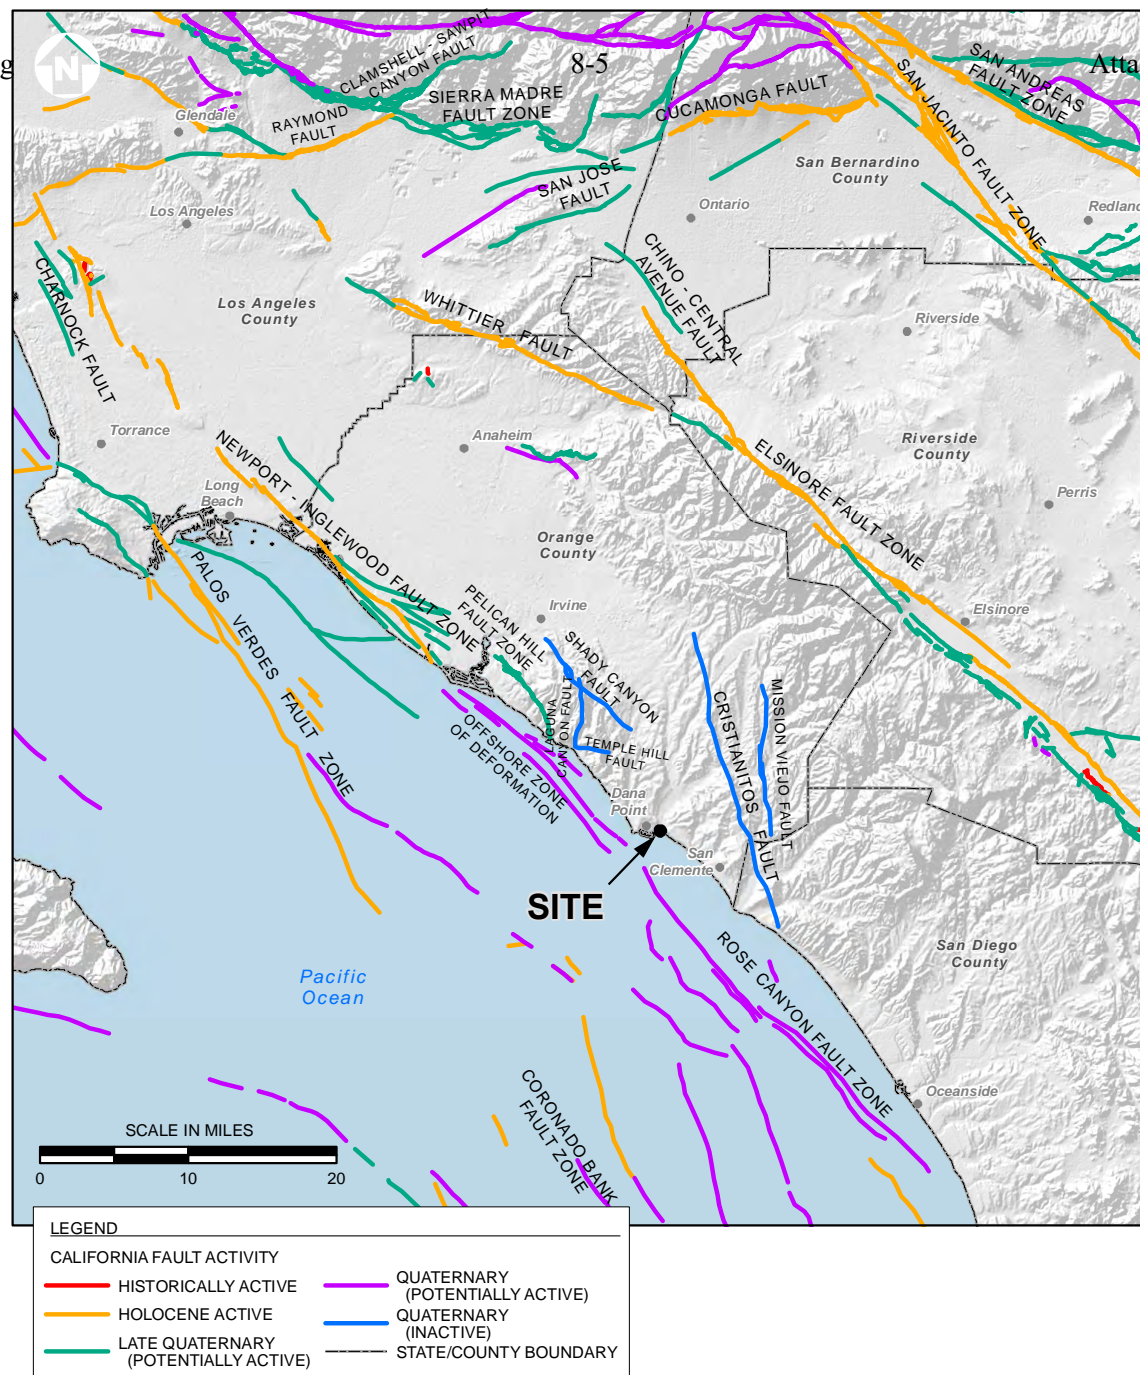 g
8-5
Atta
N
CLAMSHELL - SAWPIT
CANYON FAULT
SIERRA MADRE
FAULT ZONE
RAYMOND
FAULT
Glendale
CUCAMONGA FAULT
SAN ANDREAS
FAULT ZONE
SAN JACINTO FAULT ZONE
San Bernardino
County
SAN JOSE
FAULT
Los Angeles
Ontario
Redland
CHARNOCK FAULT
Los Angeles
County
WHITTIER FAULT
CHINO - CENTRAL
AVENUE FAULT
Riverside
Torrance
Anaheim
Riverside
County
NEWPORT - INGLEWOOD FAULT ZONE
Long
Beach
ELSINORE FAULT ZONE
Perris
Orange
County
PALOS VERDES FAULT ZONE
PELICAN HILL
FAULT ZONE
Irvine
Elsinore
SHADY CANYON
FAULT
LAGUNA
CANYON FAULT
TEMPLE HILL
FAULT
CRISTIANITOS FAULT
MISSION VIEJO FAULT
OFFSHORE ZONE
OF DEFORMATION
Dana
Point
San
Clemente
SITE
Pacific
Ocean
ROSE CANYON FAULT ZONE
San Diego
County
Oceanside
CORONADO BANK
FAULT ZONE
SCALE IN MILES
0 10 20
LEGEND
CALIFORNIA FAULT ACTIVITY
HISTORICALLY ACTIVE
HOLOCENE ACTIVE
LATE QUATERNARY
(POTENTIALLY ACTIVE)
QUATERNARY
(POTENTIALLY ACTIVE)
QUATERNARY
(INACTIVE)
STATE/COUNTY BOUNDARY